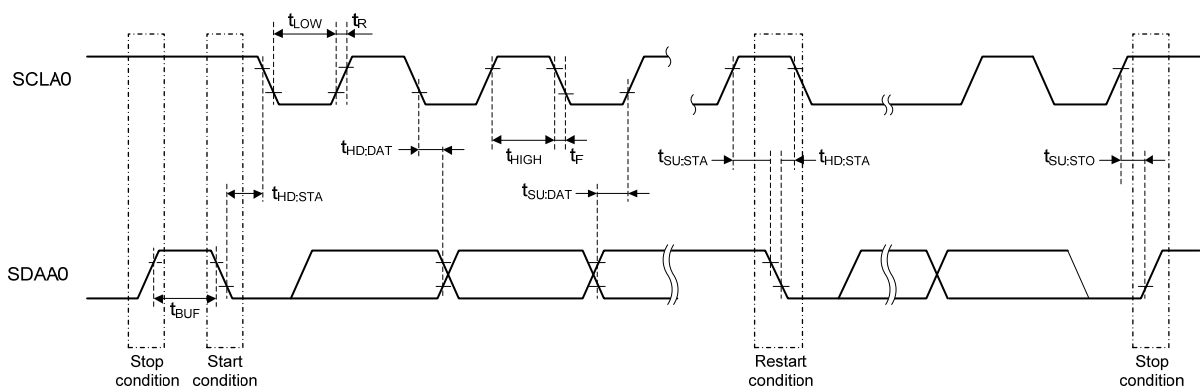 tLOW tR
SCLA0
tHD:DAT tHIGH tF tSU:STA tHD:STA tSU:STO
tHD:STA tSU:DAT
SDAA0
tBUF
Stop condition
Start condition
Restart condition
Stop condition